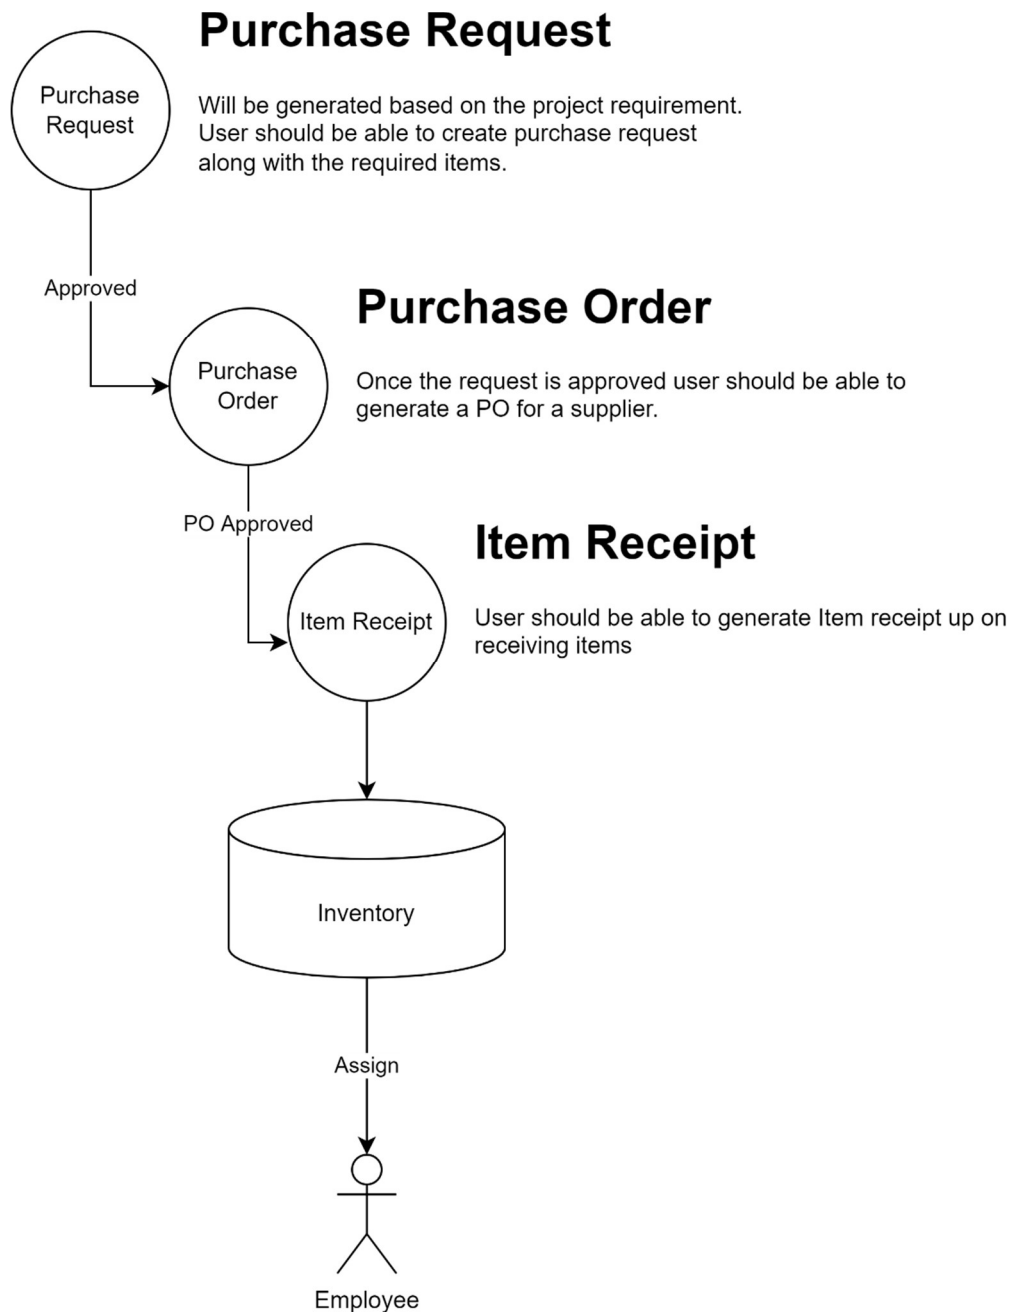 Purchase Request
Purchase
Request
Will be generated based on the project requirement.
User should be able to create purchase request
along with the required items.
Approved
Purchase Order
Purchase
Order
Once the request is approved user should be able to
generate a PO for a supplier.
PO Approved
Item Receipt
Item Receipt
User should be able to generate Item receipt up on
receiving items
Inventory
Assign
Employee